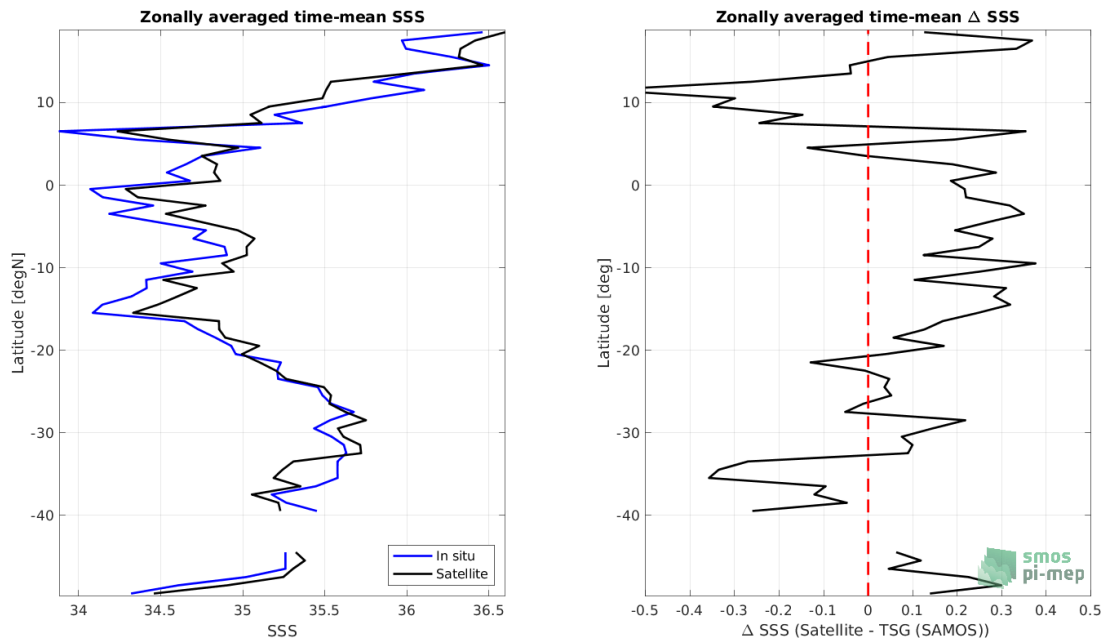 Zonally averaged time-mean SSS
10
0
-10
-20
-30
-40
34
34.5
35
35.5
36
36.5
Latitude [degN]
SSS
In situ
Satellite
Zonally averaged time-mean Δ SSS
10
0
-10
-20
-30
-40
-0.5
-0.4
-0.3
-0.2
-0.1
0
0.1
0.2
0.3
0.4
0.5
Latitude [deg]
Δ SSS (Satellite - TSG (SAMOS))
smos
pi-mep